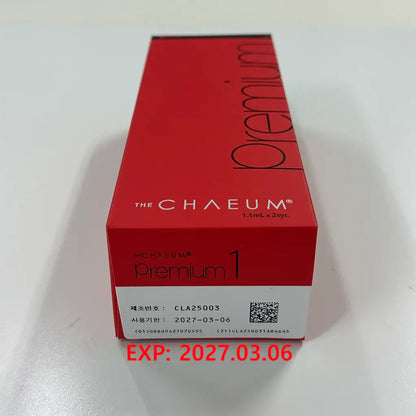 premium
THE CHAEUM®
1.1mL x 2syr.
THE CHAEUM®
Premium 1
제조번호 : CLA25003
사용기한 : 2027-03-06
EXP: 2027.03.06